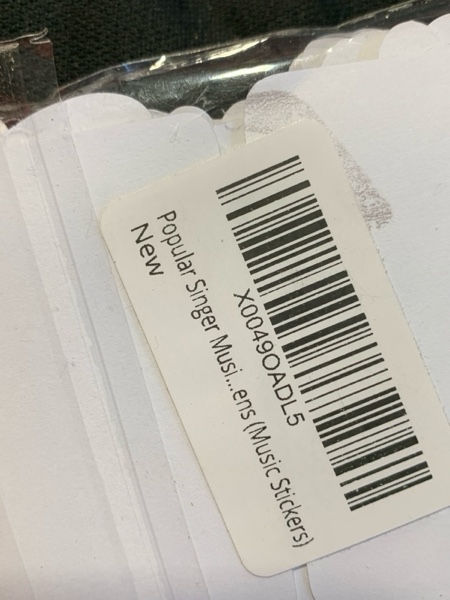 X0049OADL5
Popular Singer Musi...ens (Music Stickers)
New